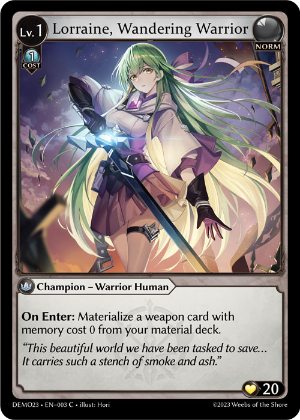 Lv.1 Lorraine, Wandering Warrior
NORM
1
COST
Champion – Warrior Human
On Enter: Materialize a weapon card with
memory cost 0 from your material deck.
“This beautiful world we have been tasked to save…
It carries such a stench of smoke and ash.”
20
DEMO23 • EN-003 C • illust: Hori
©2023 Weebs of the Shore